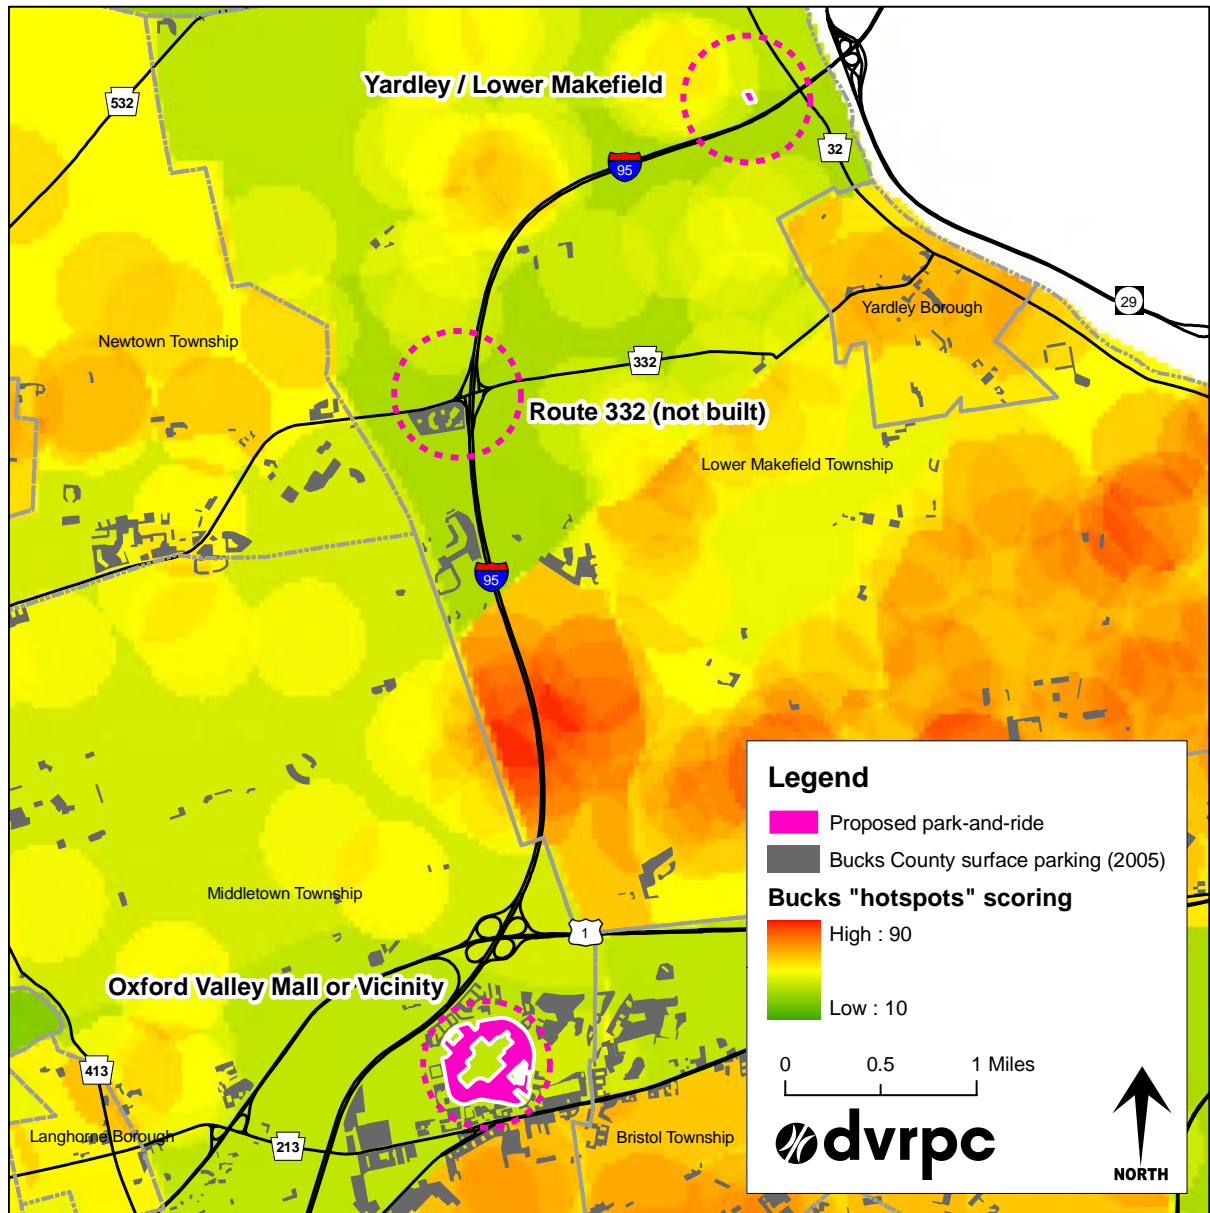 Yardley / Lower Makefield
532
32
95
29
Yardley Borough
Newtown Township
332
Route 332 (not built)
Lower Makefield Township
95
Legend
Proposed park-and-ride
Bucks County surface parking (2005)
Bucks "hotspots" scoring
High : 90
Low : 10
0 0.5 1 Miles
dvrpc
NORTH
Middletown Township
1
Oxford Valley Mall or Vicinity
413
Langhorne Borough
213
Bristol Township